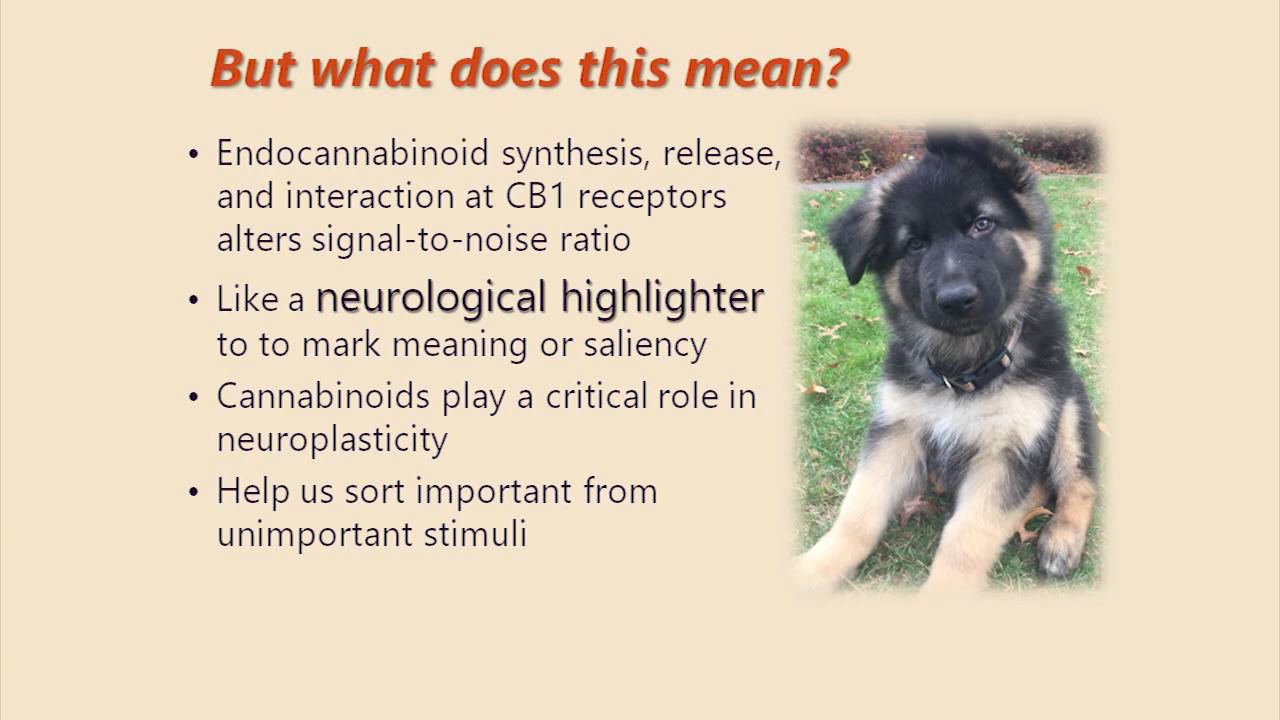 But what does this mean?
• Endocannabinoid synthesis, release,
and interaction at CB1 receptors
alters signal-to-noise ratio
• Like a neurological highlighter
to to mark meaning or saliency
• Cannabinoids play a critical role in
neuroplasticity
• Help us sort important from
unimportant stimuli